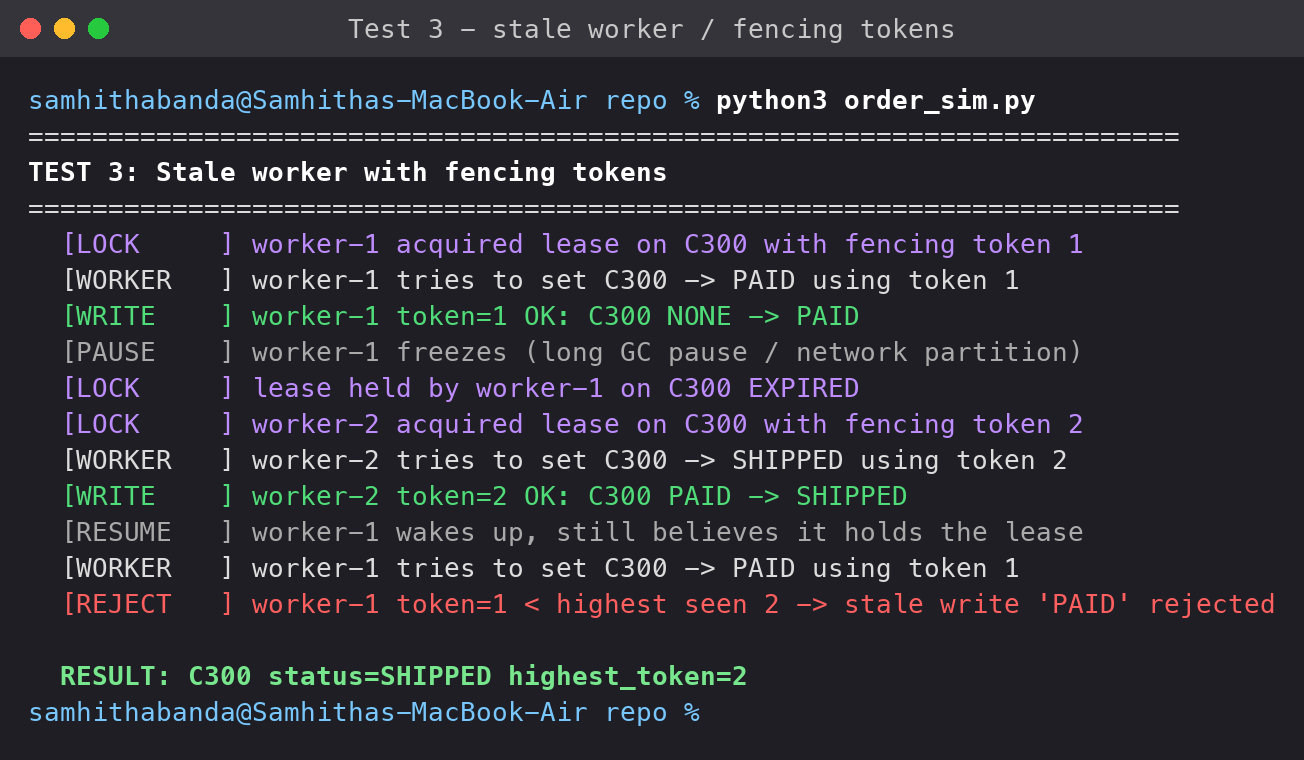 Test 3 – stale worker / fencing tokens
samhithabanda@Samhithas-MacBook-Air repo % python3 order_sim.py
========================================================================
TEST 3: Stale worker with fencing tokens
========================================================================
[LOCK     ] worker-1 acquired lease on C300 with fencing token 1
[WORKER   ] worker-1 tries to set C300 -> PAID using token 1
[WRITE    ] worker-1 token=1 OK: C300 NONE -> PAID
[PAUSE    ] worker-1 freezes (long GC pause / network partition)
[LOCK     ] lease held by worker-1 on C300 EXPIRED
[LOCK     ] worker-2 acquired lease on C300 with fencing token 2
[WORKER   ] worker-2 tries to set C300 -> SHIPPED using token 2
[WRITE    ] worker-2 token=2 OK: C300 PAID -> SHIPPED
[RESUME   ] worker-1 wakes up, still believes it holds the lease
[WORKER   ] worker-1 tries to set C300 -> PAID using token 1
[REJECT   ] worker-1 token=1 < highest seen 2 -> stale write 'PAID' rejected
RESULT: C300 status=SHIPPED highest_token=2
samhithabanda@Samhithas-MacBook-Air repo %